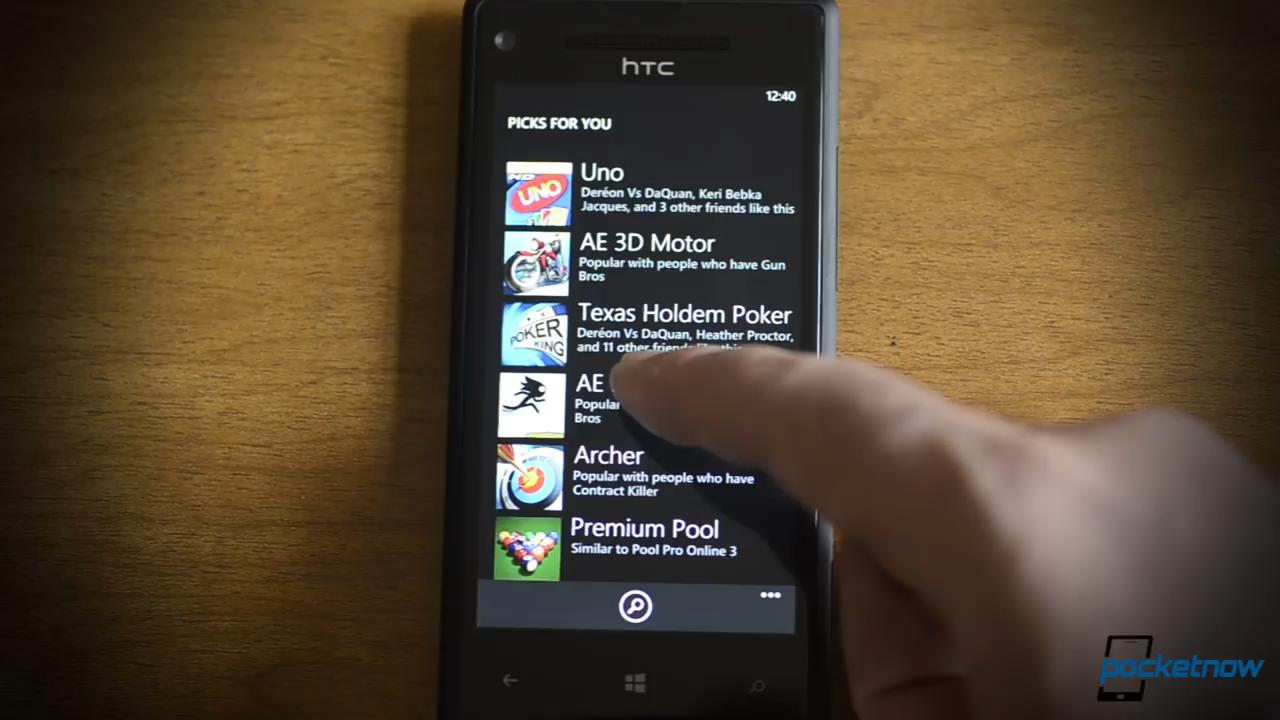 hTC
12:40
PICKS FOR YOU
HD
UNO
Uno
Deréon Vs DaQuan, Keri Bebka
Jacques, and 3 other friends like this
AE 3D Motor
Popular with people who have Gun
Bros
POKER
KING
Texas Holdem Poker
Deréon Vs DaQuan, Heather Proctor,
and 11 other friends like this
AE
Popular
Bros
Archer
Popular with people who have
Contract Killer
Premium Pool
Similar to Pool Pro Online 3
pocketnow